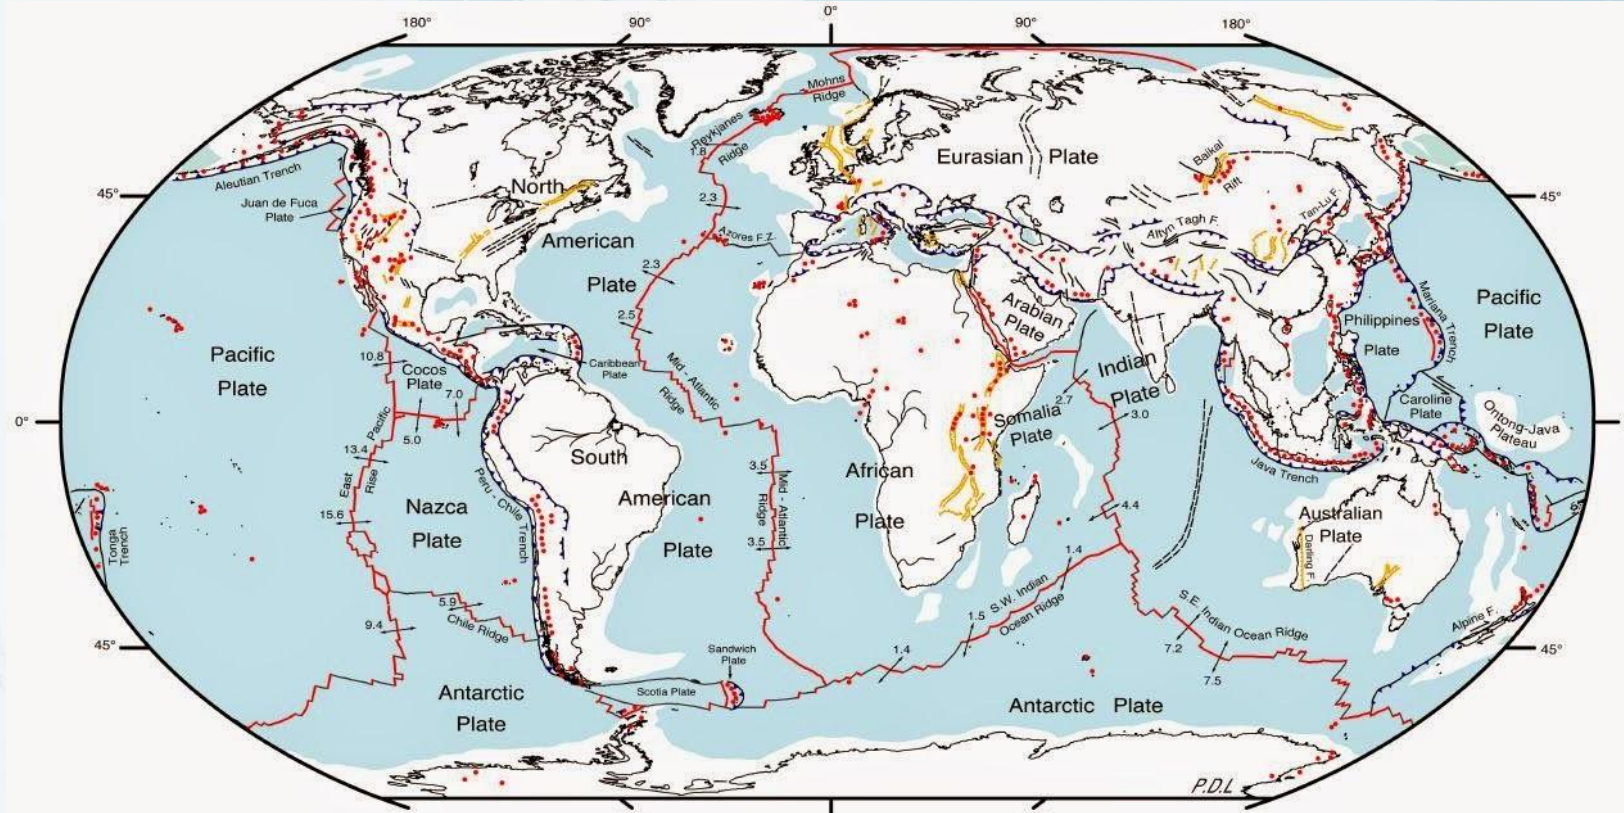 180°
90°
0°
90°
180°
Mohns
Ridge
Reykjanes
Ridge
1.8
Eurasian Plate
Baikal
Rift
Aleutian Trench
45°
45°
Juan de Fuca
Plate
North
American
Plate
2.3
Azores F.Z.
2.3
2.5
Tan-Lu F.
Altyn Tagh F.
Arabian
Plate
Mariana Trench
Philippines
Plate
Pacific
Plate
Pacific
Plate
10.8
Cocos
Plate
7.0
5.0
Caribbean
Plate
Mid - Atlantic
Ridge
Indian
Plate
2.7
3.0
Somalia
Plate
Caroline
Plate
Ontong-Java
Plateau
0°
0°
East Pacific
Rise
13.4
15.6
South
American
Plate
3.5
Mid - Atlantic
Ridge
3.5
African
Plate
Java Trench
Nazca
Plate
Peru - Chile Trench
Tonga
Trench
4.4
Australian
Plate
Darling F.
1.4
5.9
Chile Ridge
9.4
S.W. Indian
Ocean Ridge
1.5
1.4
S.E. Indian Ocean Ridge
7.2
7.5
Alpine F.
45°
45°
Sandwich
Plate
Scotia Plate
Antarctic
Plate
Antarctic Plate
P.D.L